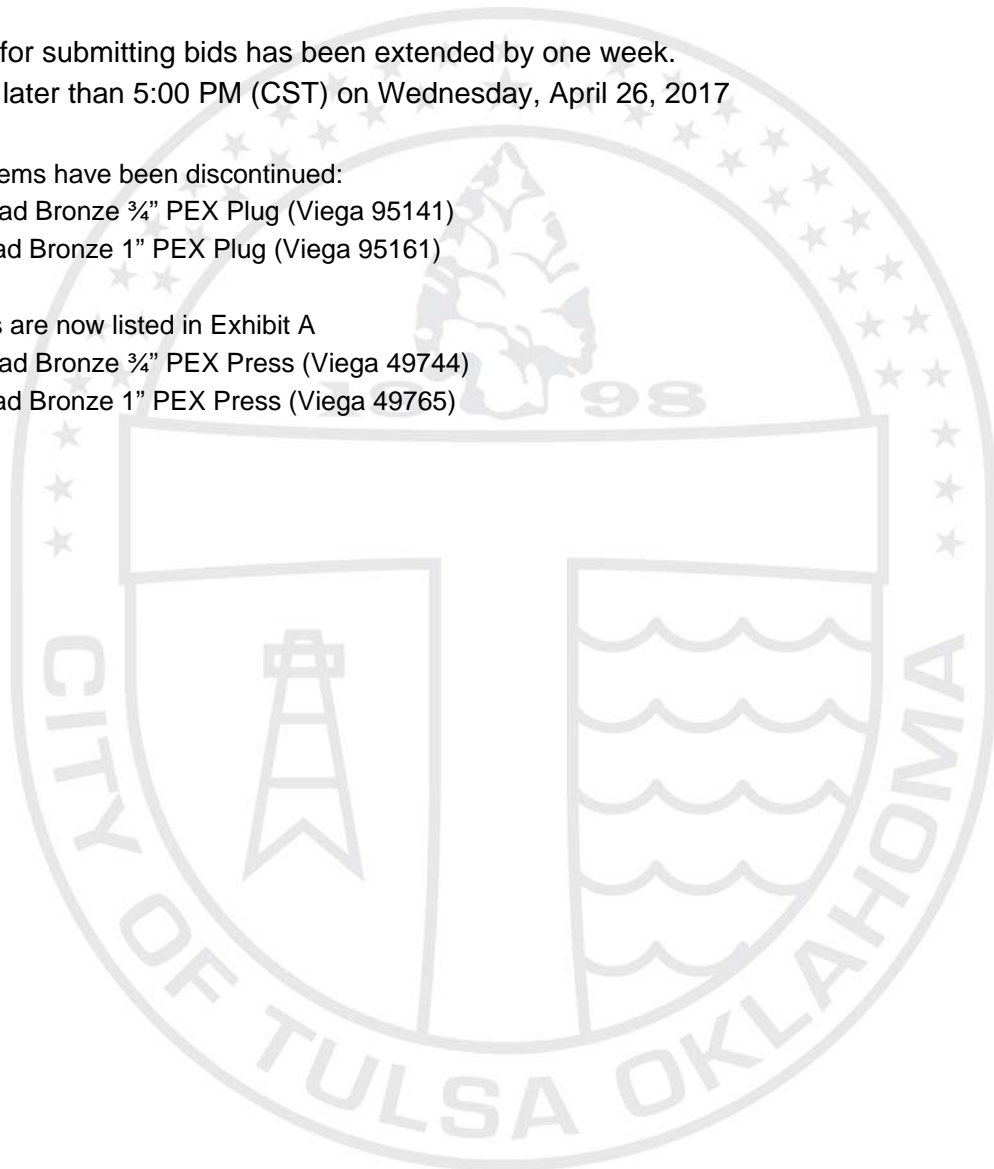 for submitting bids has been extended by one week.
later than 5:00 PM (CST) on Wednesday, April 26, 2017
ems have been discontinued:
ad Bronze ¾” PEX Plug (Viega 95141)
ad Bronze 1” PEX Plug (Viega 95161)
s are now listed in Exhibit A
ad Bronze ¾” PEX Press (Viega 49744)
ad Bronze 1” PEX Press (Viega 49765)
1898
CITY OF TULSA OKLAHOMA